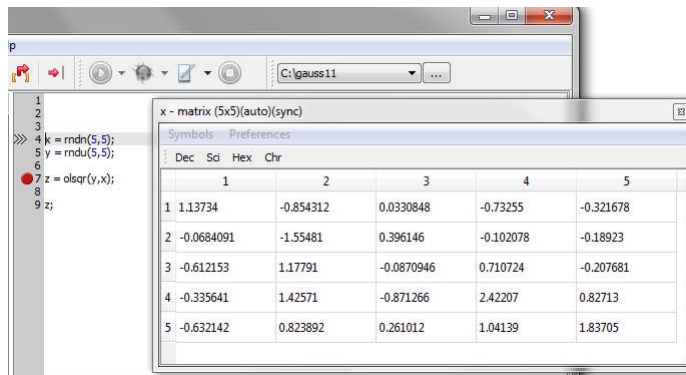 p
C:\gauss11
...
1
2
3
4 x = rndn(5,5);
5 y = rndu(5,5);
6
7 z = olsqr(y,x);
8
9 z;
x - matrix (5x5)(auto)(sync)
Symbols Preferences
Dec Sci Hex Chr
1 2 3 4 5
1 1.13734 -0.854312 0.0330848 -0.73255 -0.321678
2 -0.0684091 -1.55481 0.396146 -0.102078 -0.18923
3 -0.612153 1.17791 -0.0870946 0.710724 -0.207681
4 -0.335641 1.42571 -0.871266 2.42207 0.82713
5 -0.632142 0.823892 0.261012 1.04139 1.83705